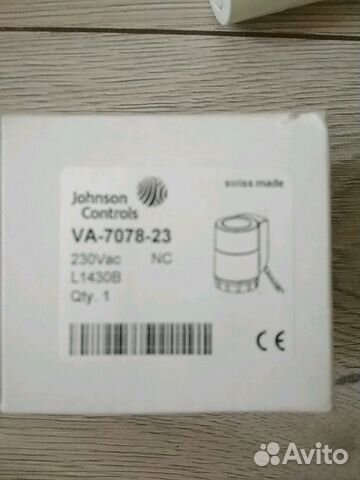 Johnson
Controls
swiss made
VA-7078-23
230Vac NC
L1430B
Qty. 1
CE
Avito